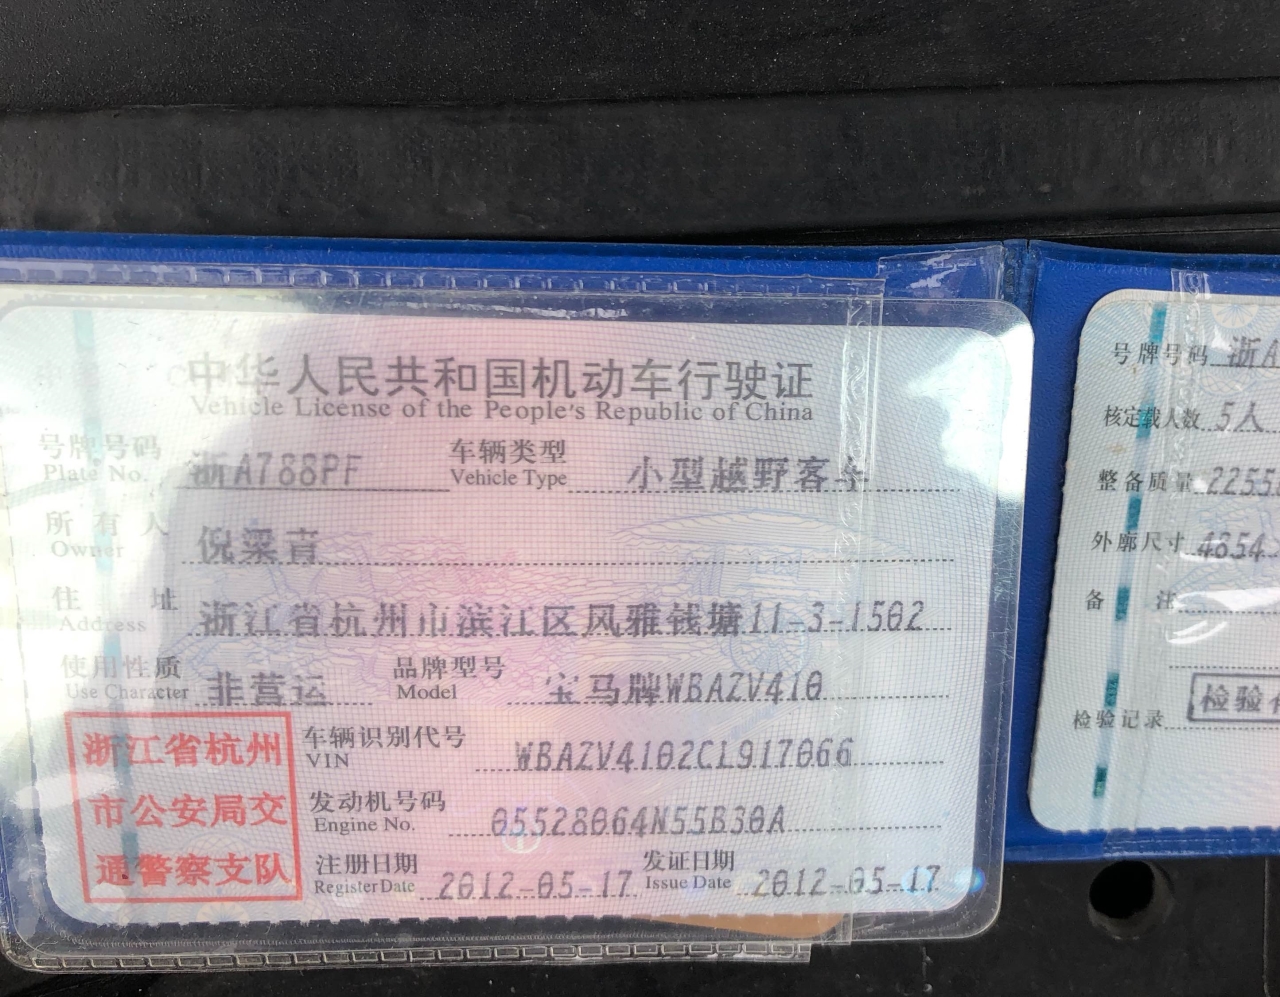 中华人民共和国机动车行驶证
Vehicle License of the People's Republic of China
号牌号码 浙A788PF 车辆类型 小型越野客车
Plate No. Vehicle Type
所有人 倪梁青
Owner
住址 浙江省杭州市滨江区风雅钱塘11-3-1502
Address
使用性质 非营运 品牌型号 宝马牌WBAZV410
Use Character Model
浙江省杭州
市公安局交
通警察支队
车辆识别代号 WBAZV4102CL917066
VIN
发动机号码 05528064N55B30A
Engine No.
注册日期 2012-05-17 发证日期 2012-05-17
Register Date Issue Date
号牌号码 浙A
核定载人数 5人
整备质量 2255
外廓尺寸 4854
备注
检验记录 检验